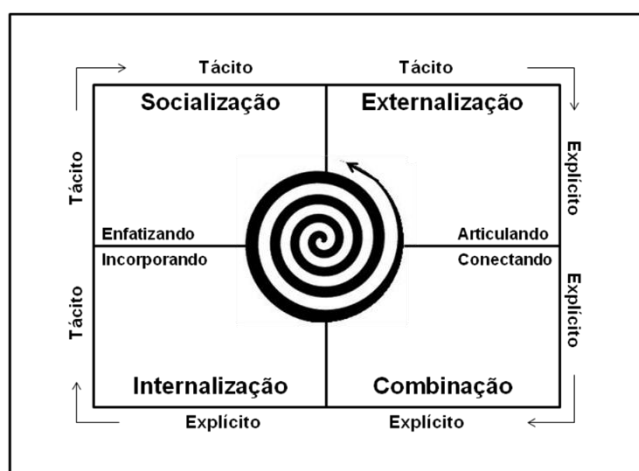 Tácito
Tácito
Socialização
Externalização
Tácito
Explícito
Enfatizando
Articulando
Incorporando
Conectando
Tácito
Explícito
Internalização
Combinação
Explícito
Explícito